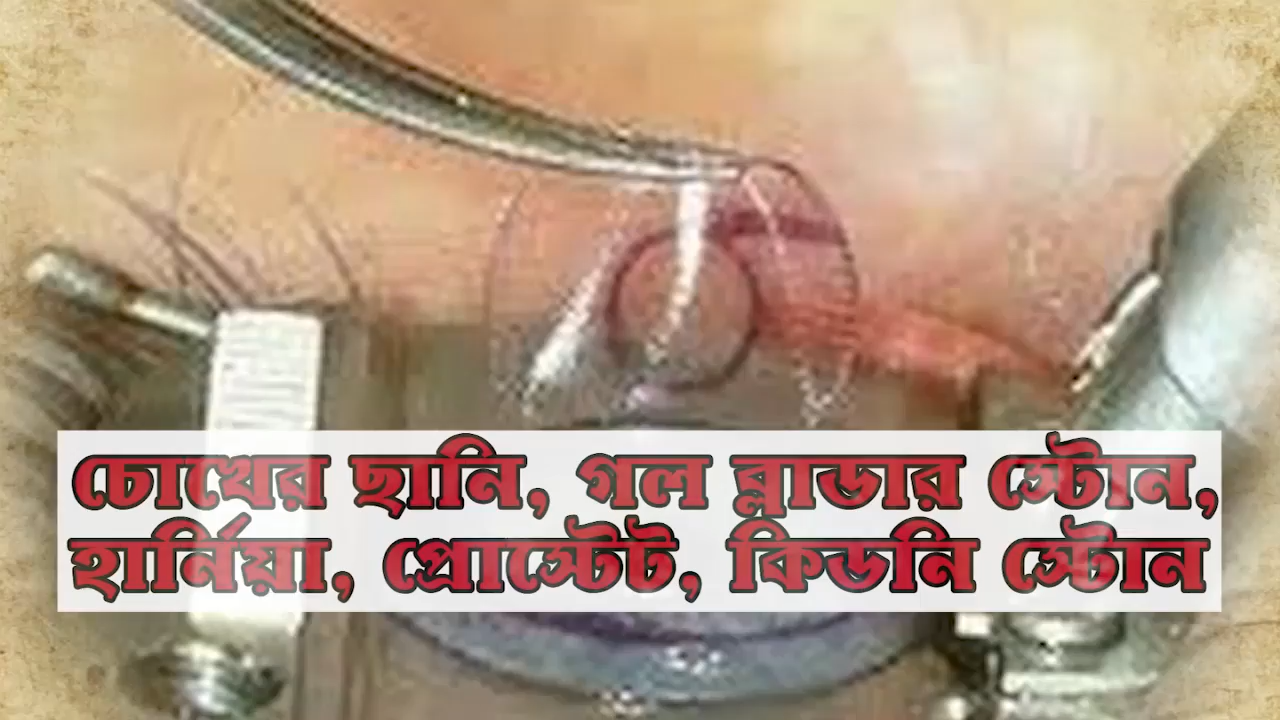 চোখের ছানি, গল ব্লাডার স্টোন,
হার্নিয়া, প্রোস্টেট, কিডনি স্টোন